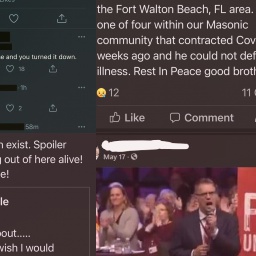 e and you turned it down.
18
1h
2
58m
n exist. Spoiler
g out of here alive!
e!
le
out.....
wish I would
the Fort Walton Beach, FL area.
one of four within our Masonic
community that contracted Cov
weeks ago and he could not def
illness. Rest In Peace good broth
12
11
Like
Comment
May 17
UN